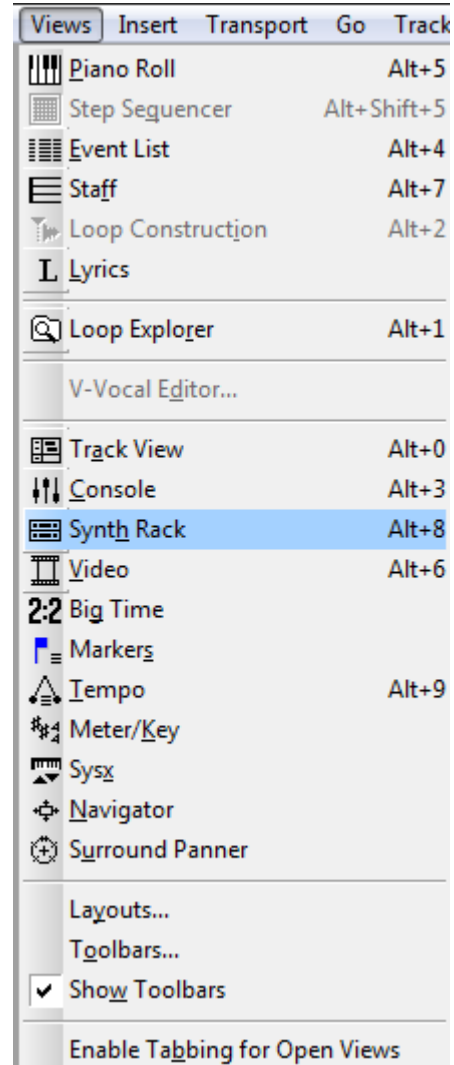 Views Insert Transport Go Track
Piano Roll Alt+5
Step Sequencer Alt+Shift+5
Event List Alt+4
Staff Alt+7
Loop Construction Alt+2
L Lyrics
Loop Explorer Alt+1
V-Vocal Editor...
Track View Alt+0
Console Alt+3
Synth Rack Alt+8
Video Alt+6
2:2 Big Time
Markers
Tempo Alt+9
Meter/Key
Sysx
Navigator
Surround Panner
Layouts...
Toolbars...
Show Toolbars
Enable Tabbing for Open Views